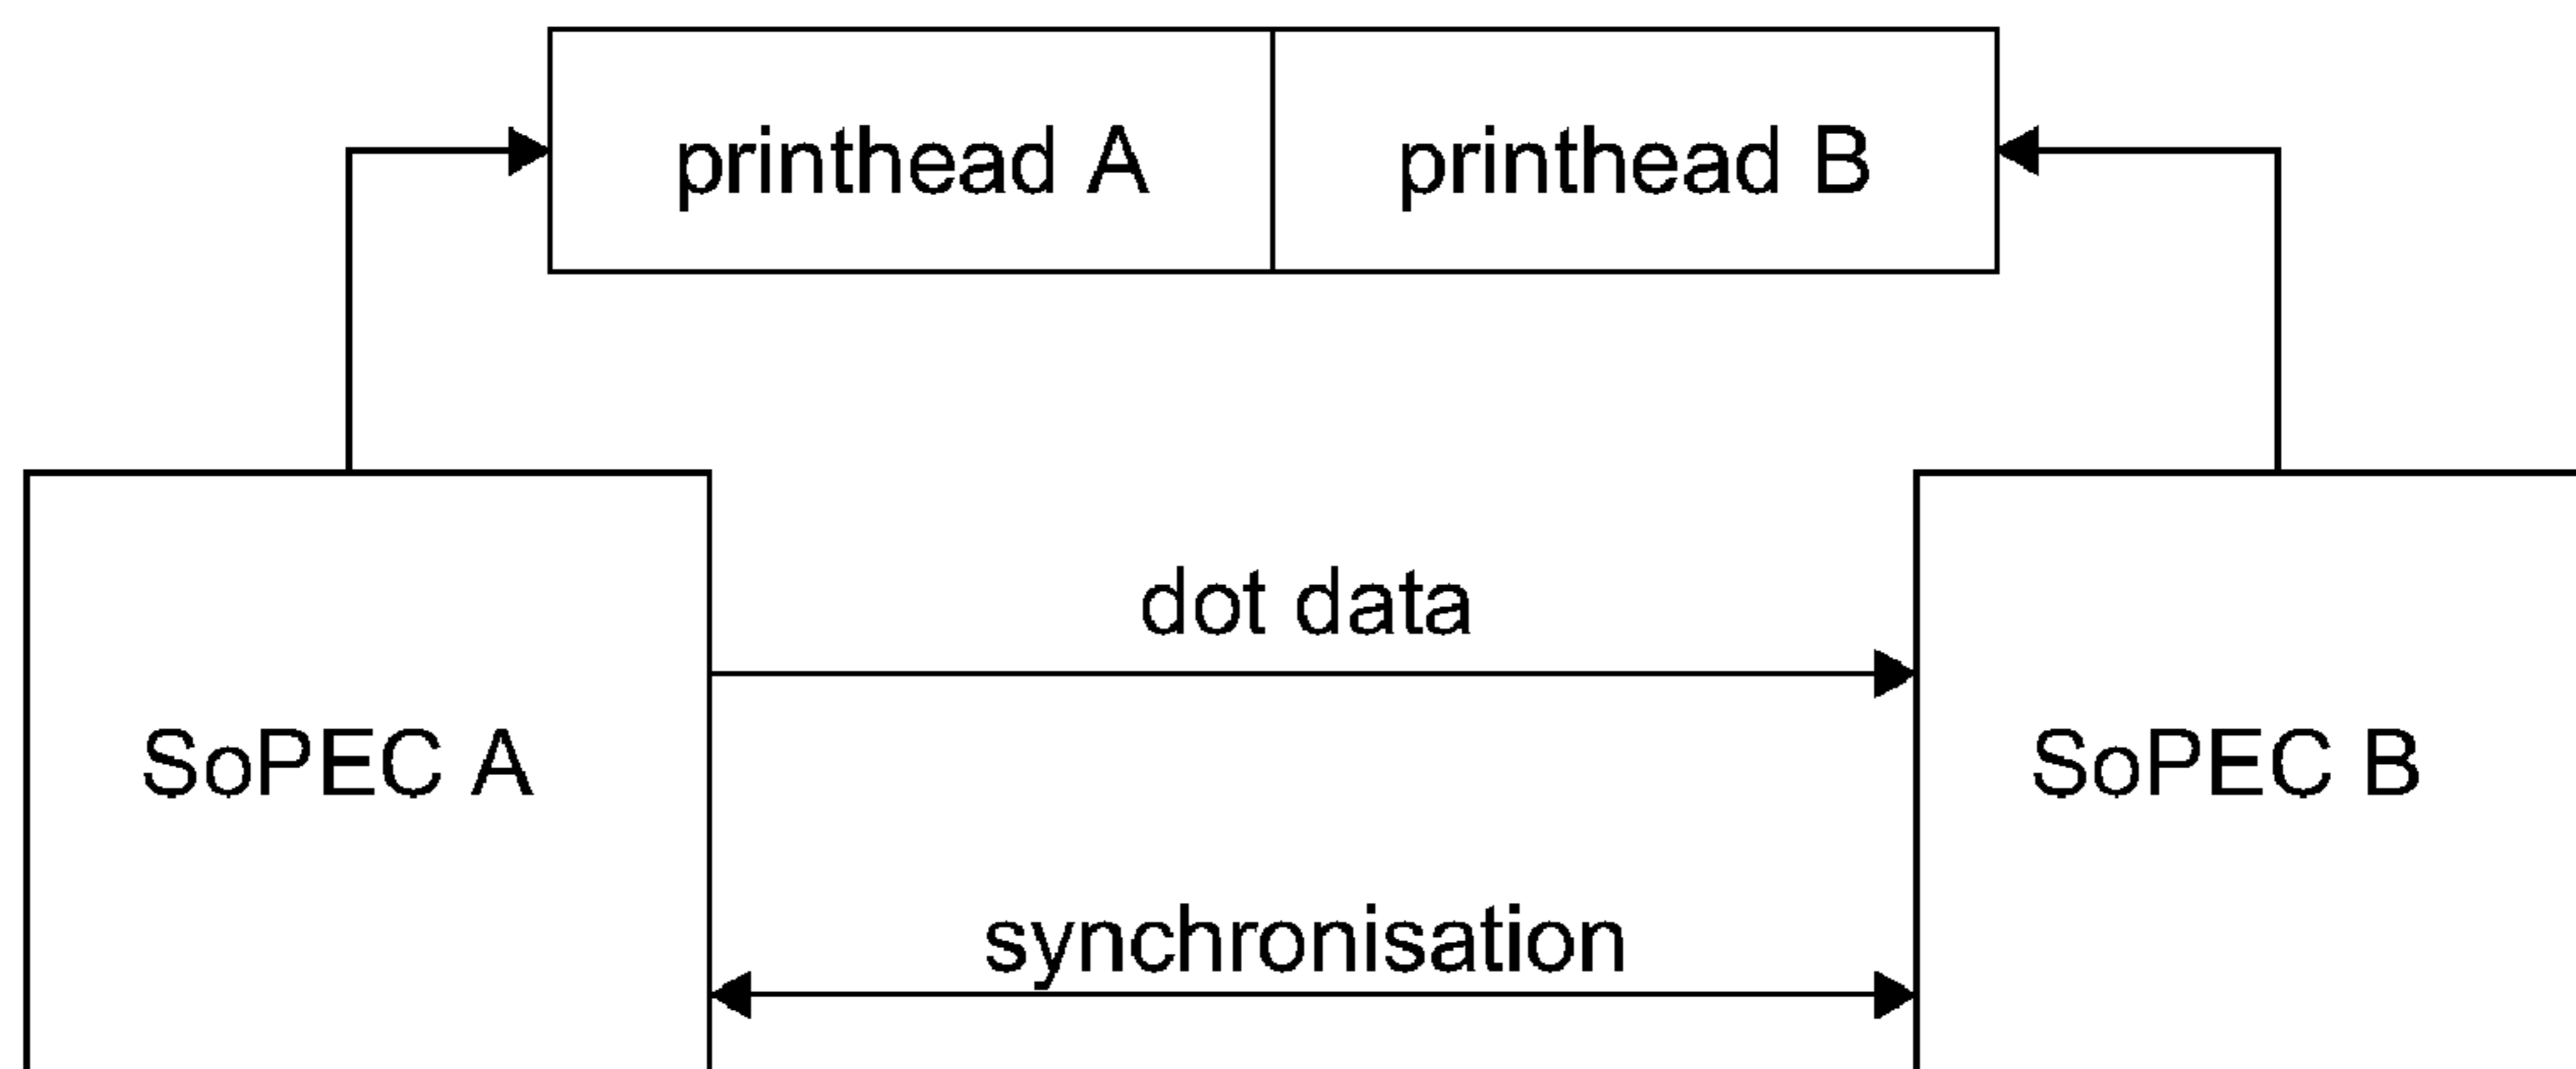 printhead A
printhead B
dot data
SoPEC A
SoPEC B
synchronisation